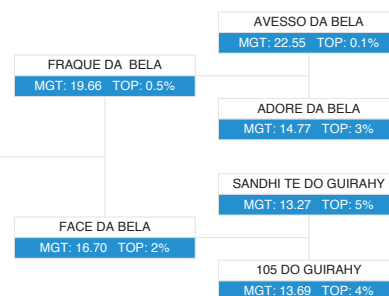 AVESSO DA BELA
MGT: 22.55 TOP: 0.1%
FRAQUE DA BELA
MGT: 19.66 TOP: 0.5%
ADORE DA BELA
MGT: 14.77 TOP: 3%
SANDHI TE DO GUIRAHY
MGT: 13.27 TOP: 5%
FACE DA BELA
MGT: 16.70 TOP: 2%
105 DO GUIRAHY
MGT: 13.69 TOP: 4%